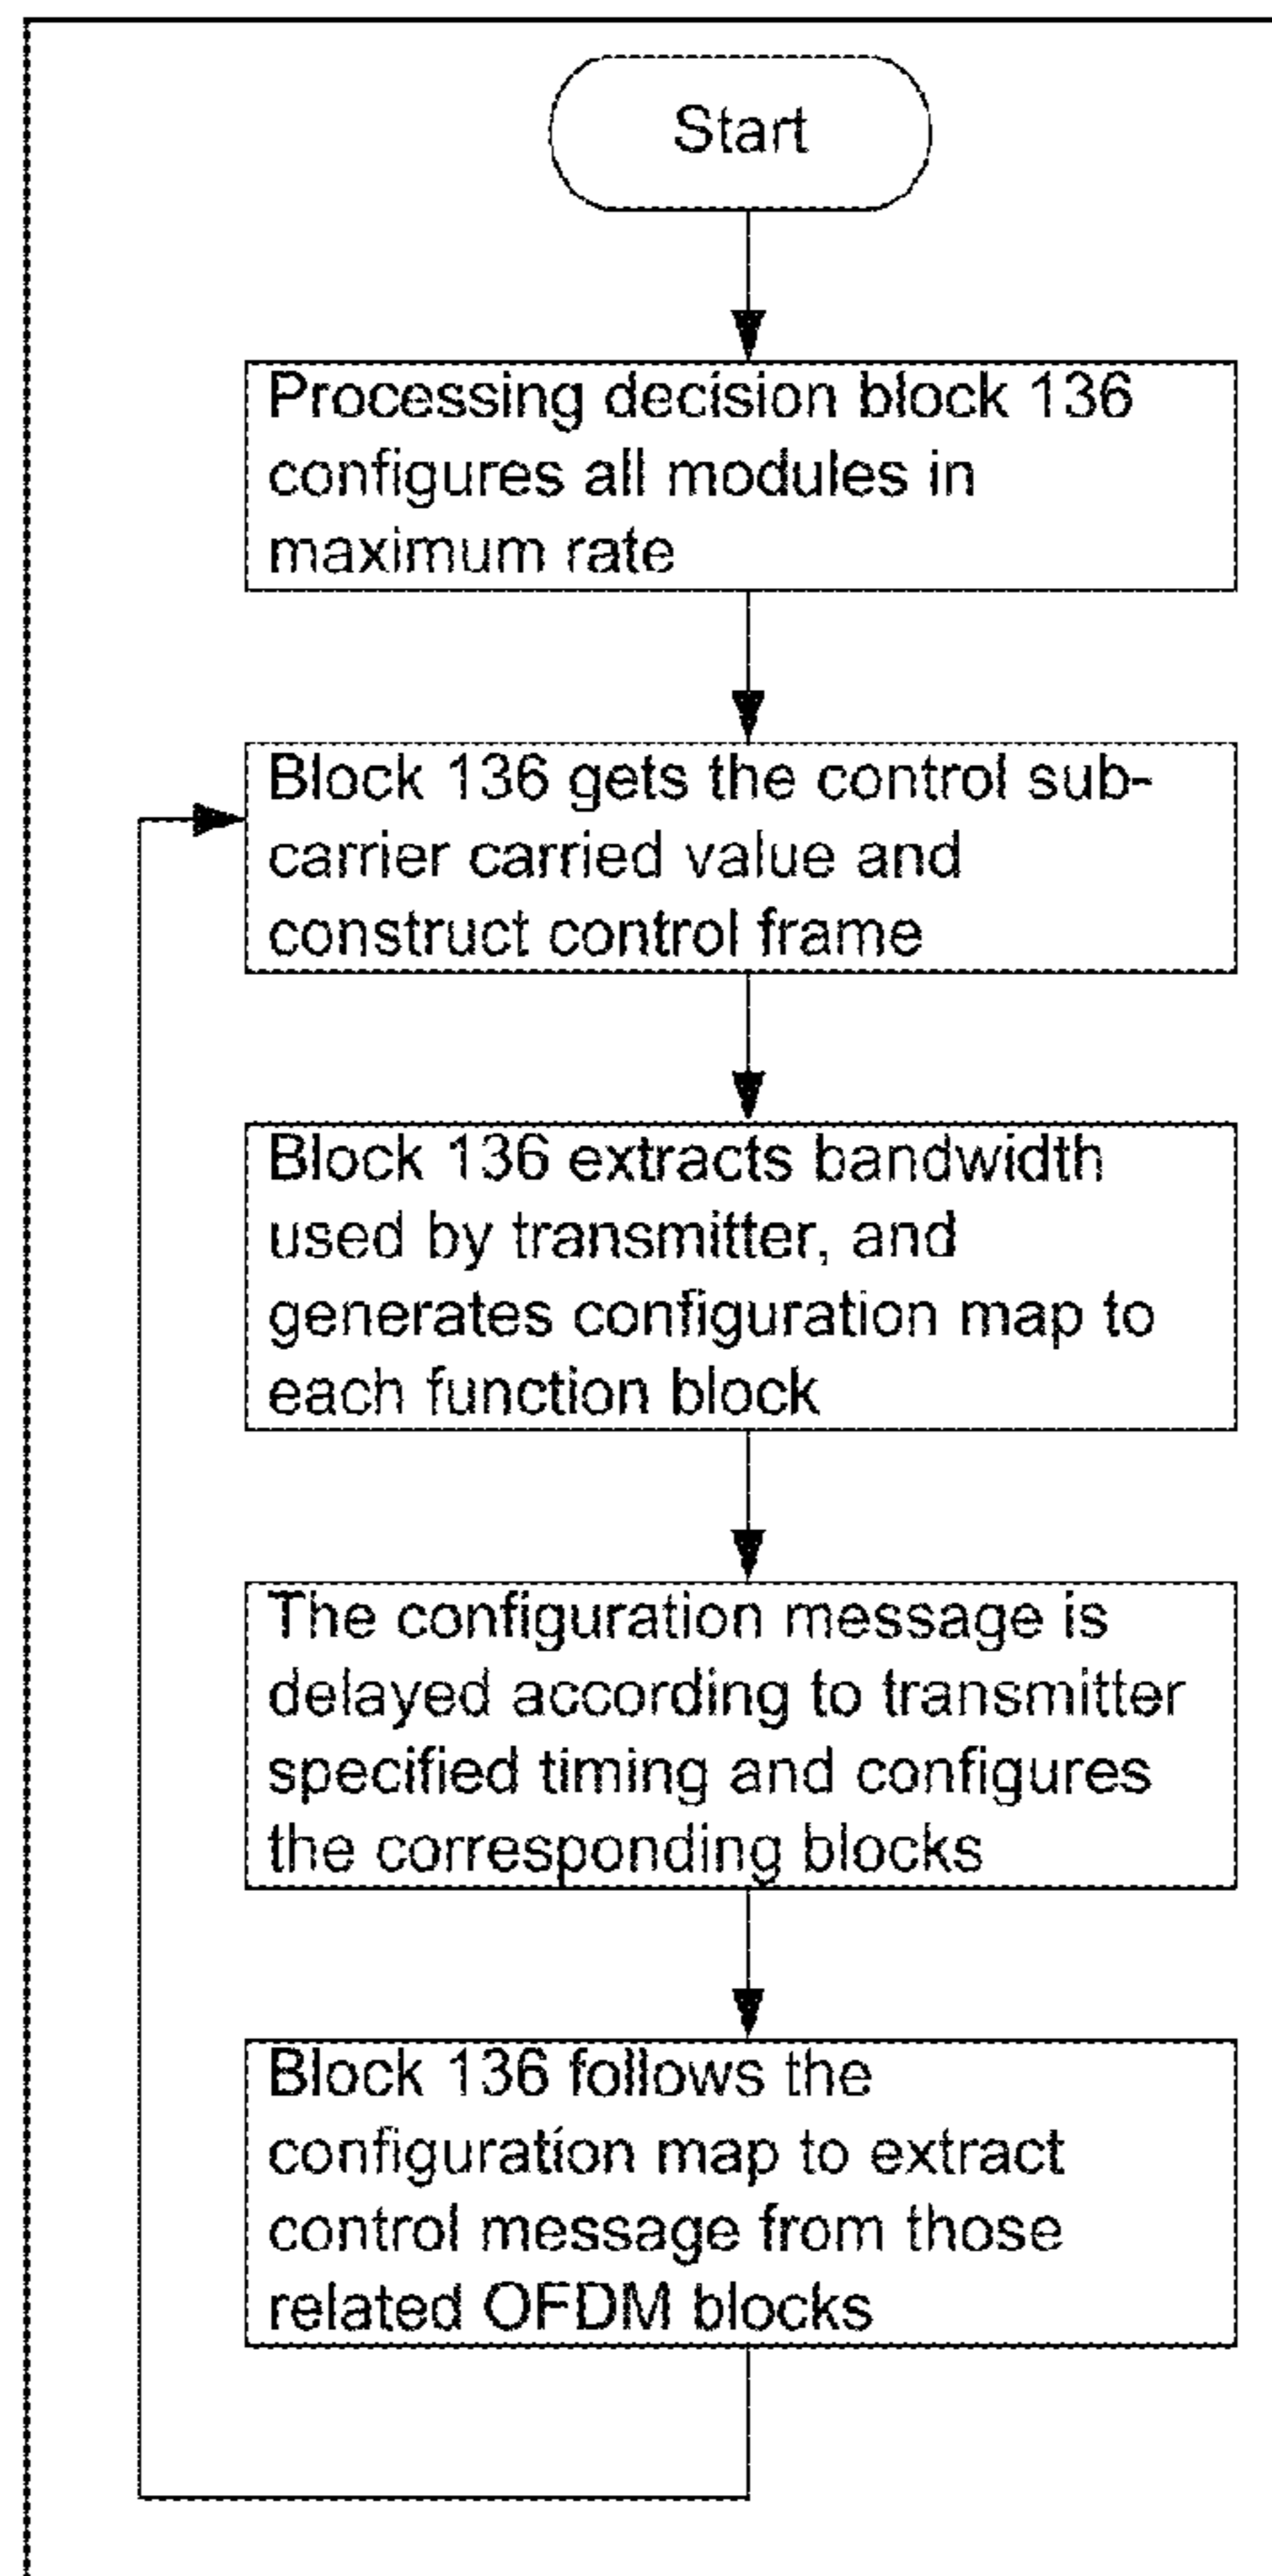 Start
Processing decision block 136
configures all modules in
maximum rate
Block 136 gets the control sub-
carrier carried value and
construct control frame
Block 136 extracts bandwidth
used by transmitter, and
generates configuration map to
each function block
The configuration message is
delayed according to transmitter
specified timing and configures
the corresponding blocks
Block 136 follows the
configuration map to extract
control message from those
related OFDM blocks